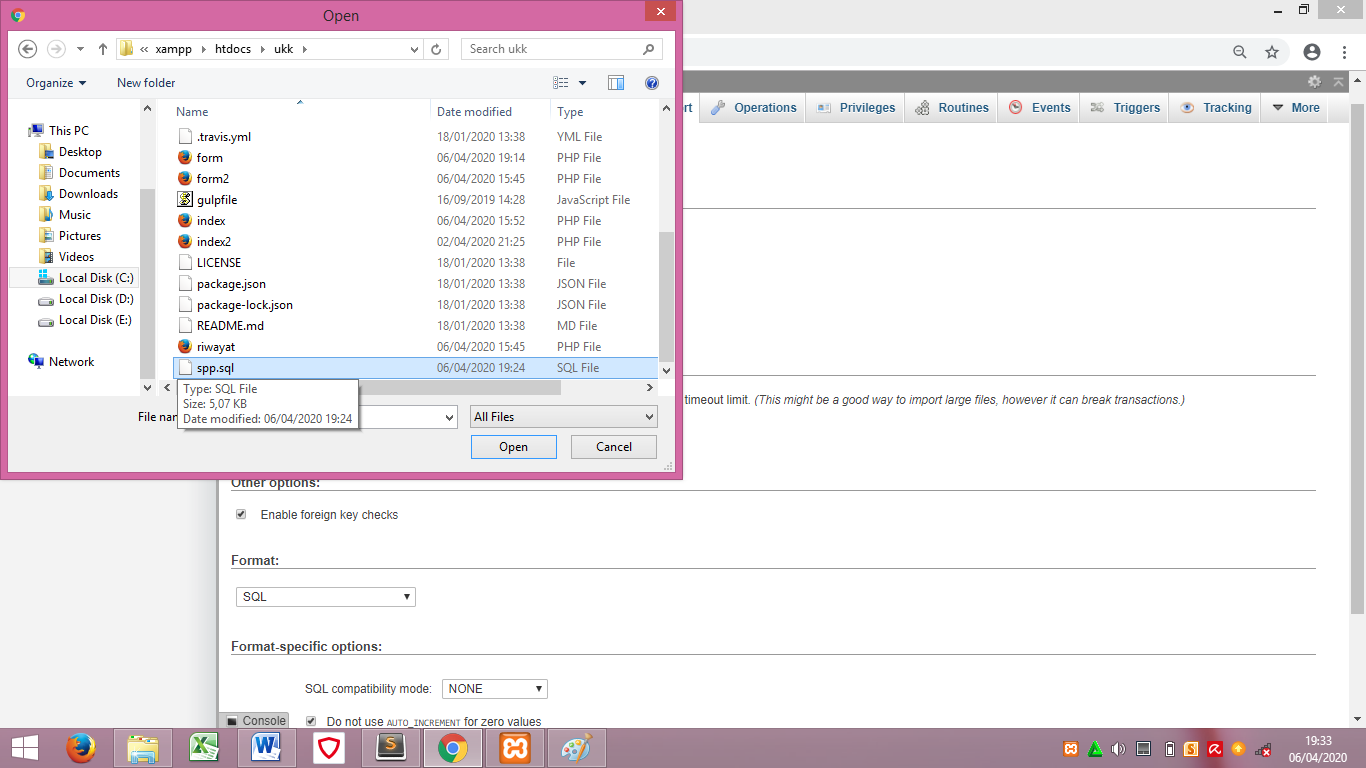 Open
« xampp htdocs ukk
Search ukk
Organize
New folder
Name Date modified Type
This PC
Desktop
Documents
Downloads
Music
Pictures
Videos
Local Disk (C:)
Local Disk (D:)
Local Disk (E:)
Network
.travis.yml 18/01/2020 13:38 YML File
form 06/04/2020 19:14 PHP File
form2 06/04/2020 15:45 PHP File
gulpfile 16/09/2019 14:28 JavaScript File
index 06/04/2020 15:52 PHP File
index2 02/04/2020 21:25 PHP File
LICENSE 18/01/2020 13:38 File
package.json 18/01/2020 13:38 JSON File
package-lock.json 18/01/2020 13:38 JSON File
README.md 18/01/2020 13:38 MD File
riwayat 06/04/2020 15:45 PHP File
spp.sql 06/04/2020 19:24 SQL File
Type: SQL File
Size: 5,07 KB
Date modified: 06/04/2020 19:24
File nan
All Files
Open Cancel
rt Operations Privileges Routines Events Triggers Tracking More
timeout limit. (This might be a good way to import large files, however it can break transactions.)
Other options:
Enable foreign key checks
Format:
SQL
Format-specific options:
SQL compatibility mode: NONE
Console
Do not use AUTO_INCREMENT for zero values
19:33
06/04/2020